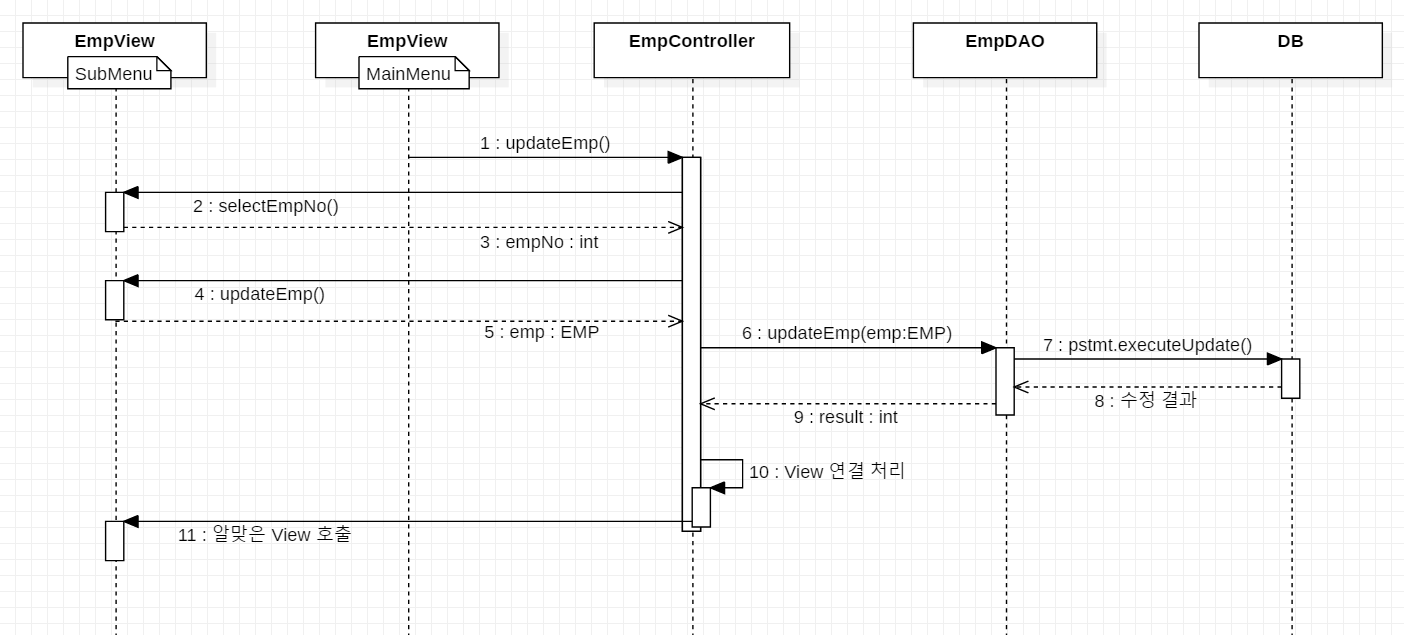 EmpView
SubMenu
EmpView
MainMenu
EmpController
EmpDAO
DB
1 : updateEmp()
2 : selectEmpNo()
3 : empNo : int
4 : updateEmp()
5 : emp : EMP
6 : updateEmp(emp:EMP)
7 : pstmt.executeUpdate()
8 : 수정 결과
9 : result : int
10 : View 연결 처리
11 : 알맞은 View 호출